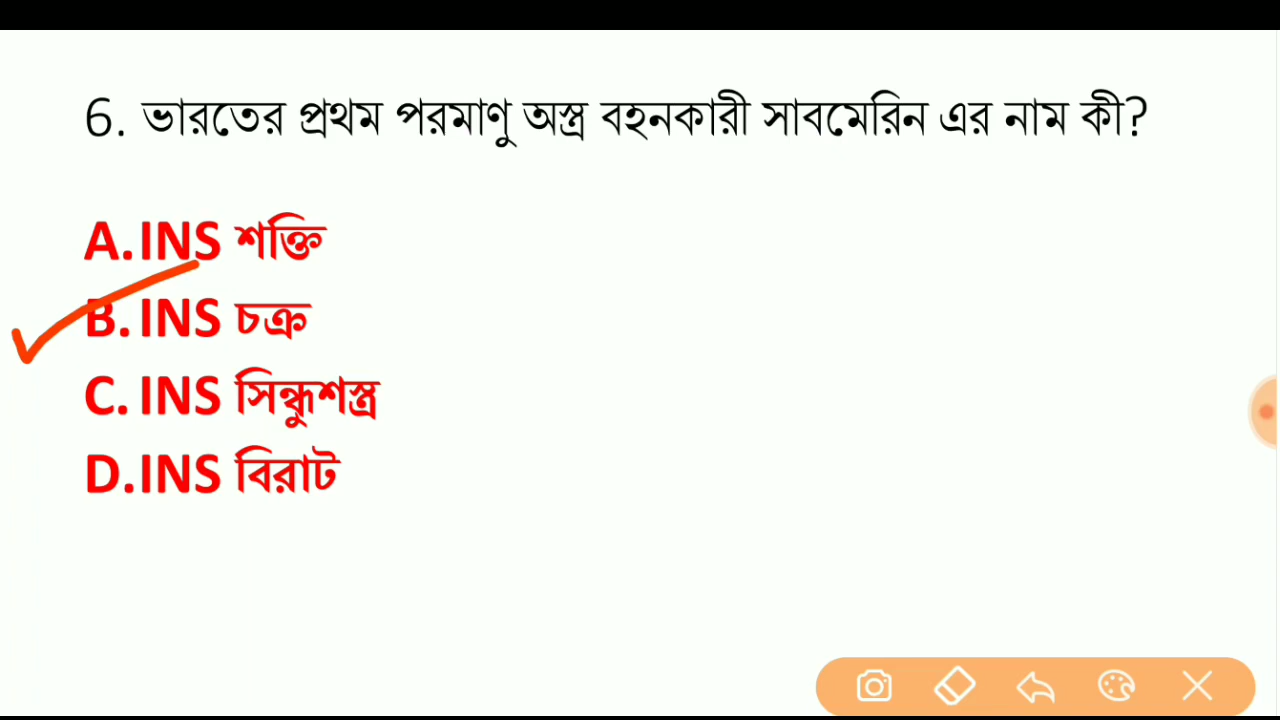 6. ভারতের প্রথম পরমাণু অস্ত্র বহনকারী সাবমেরিন এর নাম কী?
A. INS শক্তি
B. INS চক্র
C. INS সিন্ধুশস্ত্র
D. INS বিরাট